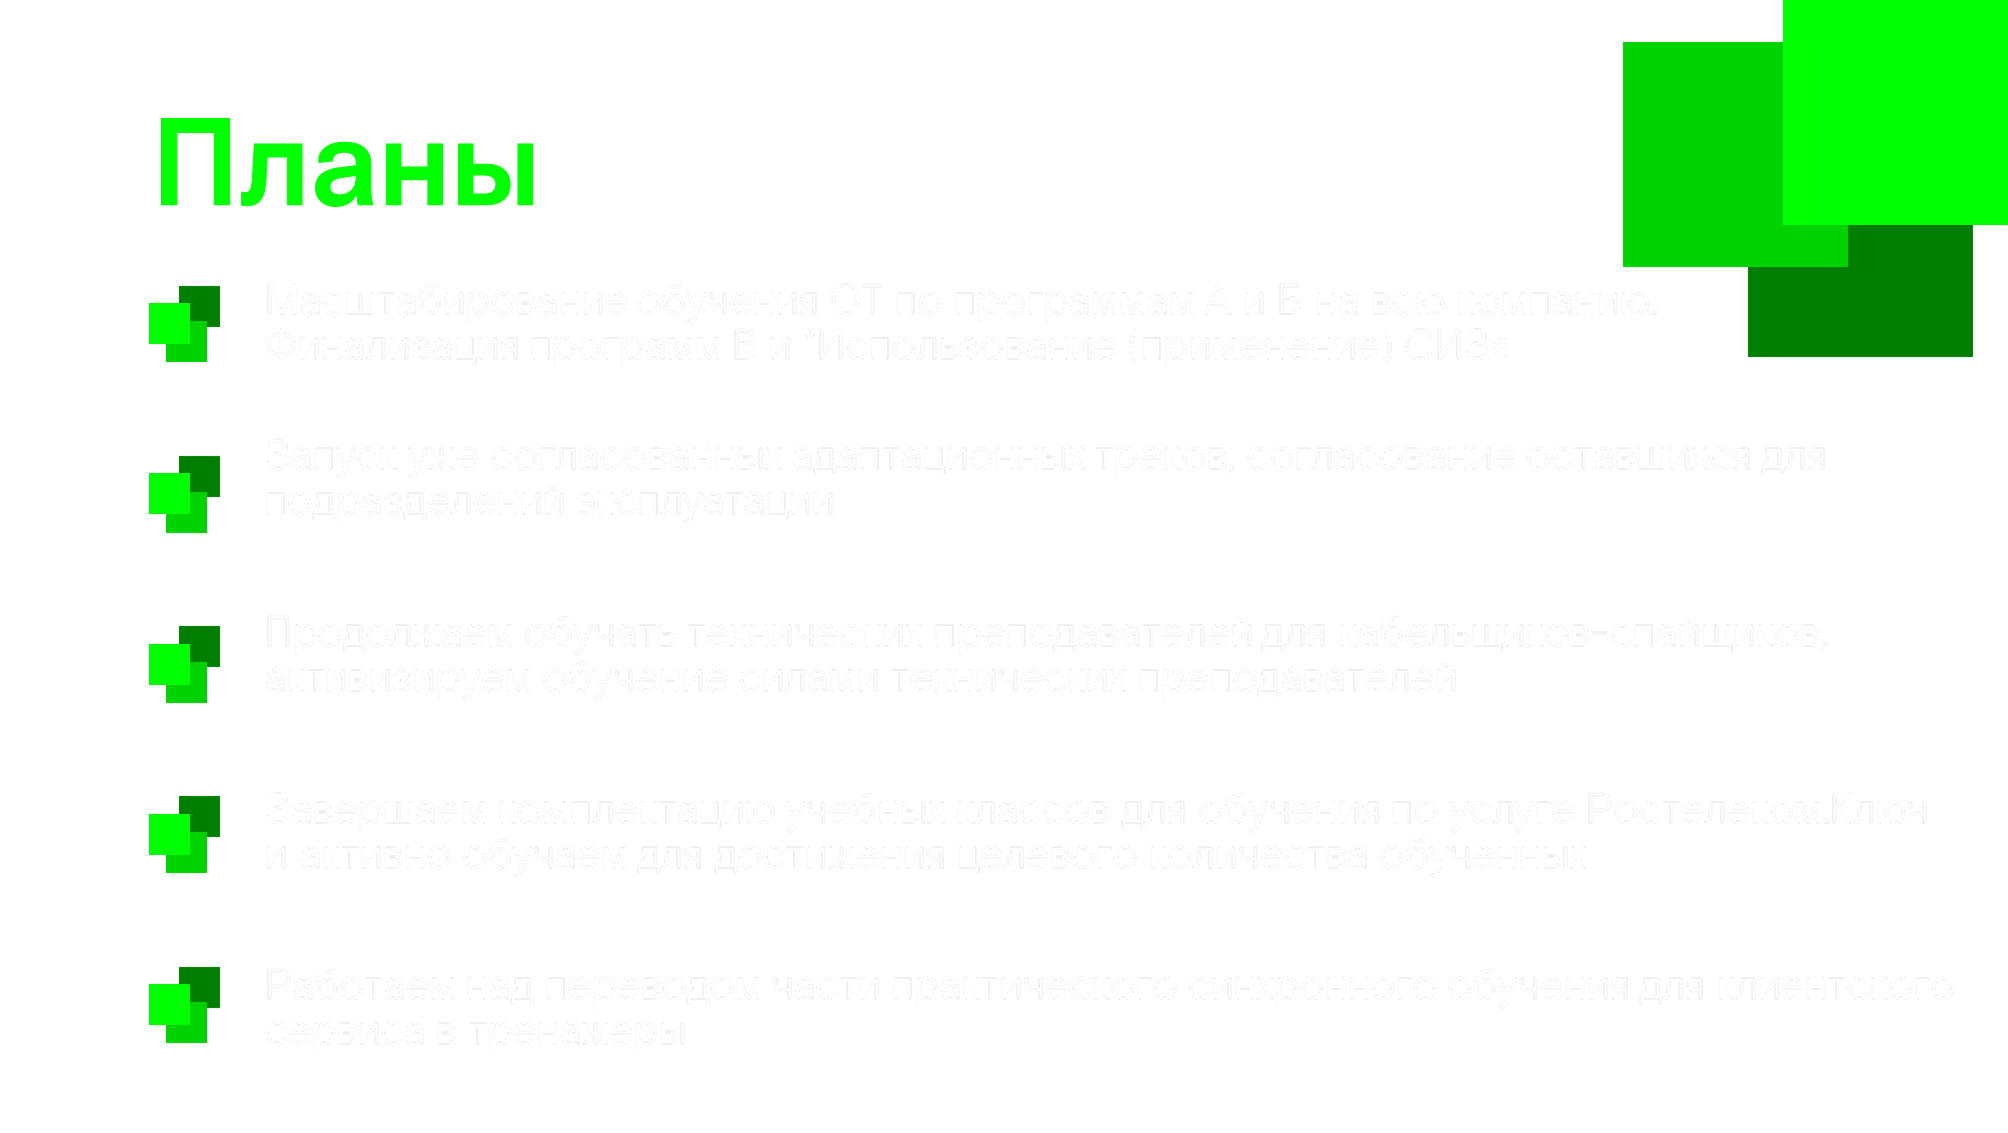 Планы
Масштабирование обучения ОТ по программам А и Б на всю компанию.
Финализация программ В и "Использование (применение) СИЗ«
Запуск уже согласованных адаптационных треков, согласование оставшихся для
подразделений эксплуатации
Продолжаем обучать технических преподавателей для кабельщиков-спайщиков,
активизируем обучение силами технических преподавателей
Завершаем комплектацию учебных классов для обучения по услуге Ростелеком.Ключ
и активно обучаем для достижения целевого количества обученных
Работаем над переводом части практического синхронного обучения для клиентского
сервиса в тренажеры